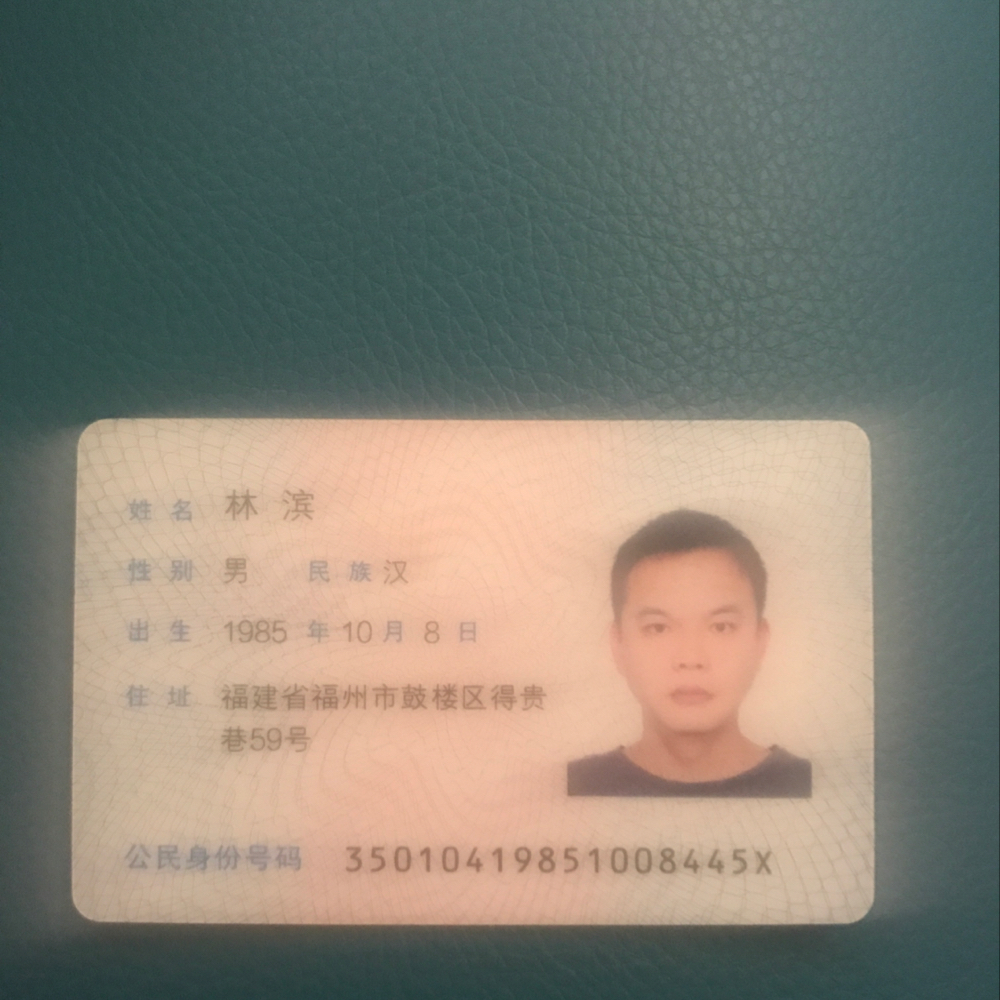 姓名 林滨
性别 男 民族 汉
出生 1985 年 10 月 8 日
住址 福建省福州市鼓楼区得贵
巷59号
公民身份号码 35010419851008445X